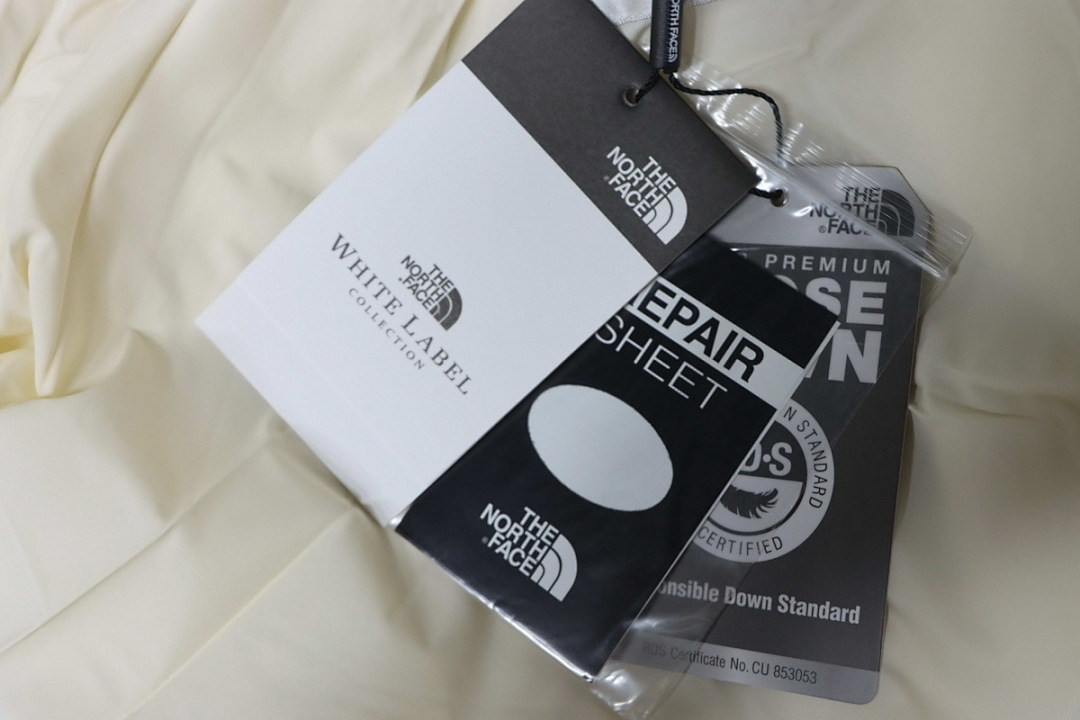 NORTH FACE
THE
NORTH
FACE
THE
NORTH
FACE
WHITE LABEL
COLLECTION
EPAIR
SHEET
THE
NORTH
FACE
THE
NORTH
®FACE
PREMIUM
SE
N
N STANDARD
D·S
CERTIFIED
onsible Down Standard
RDS Certificate No. CU 853053